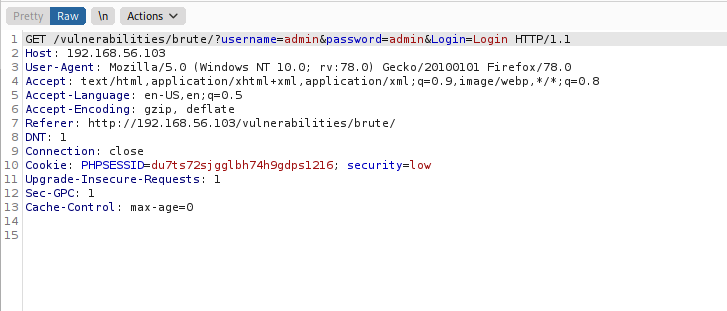 Pretty Raw \n Actions
1 GET /vulnerabilities/brute/?username=admin&password=admin&Login=Login HTTP/1.1
2 Host: 192.168.56.103
3 User-Agent: Mozilla/5.0 (Windows NT 10.0; rv:78.0) Gecko/20100101 Firefox/78.0
4 Accept: text/html,application/xhtml+xml,application/xml;q=0.9,image/webp,*/*;q=0.8
5 Accept-Language: en-US,en;q=0.5
6 Accept-Encoding: gzip, deflate
7 Referer: http://192.168.56.103/vulnerabilities/brute/
8 DNT: 1
9 Connection: close
10 Cookie: PHPSESSID=du7ts72sjgglbh74h9gdps1216; security=low
11 Upgrade-Insecure-Requests: 1
12 Sec-GPC: 1
13 Cache-Control: max-age=0
14
15